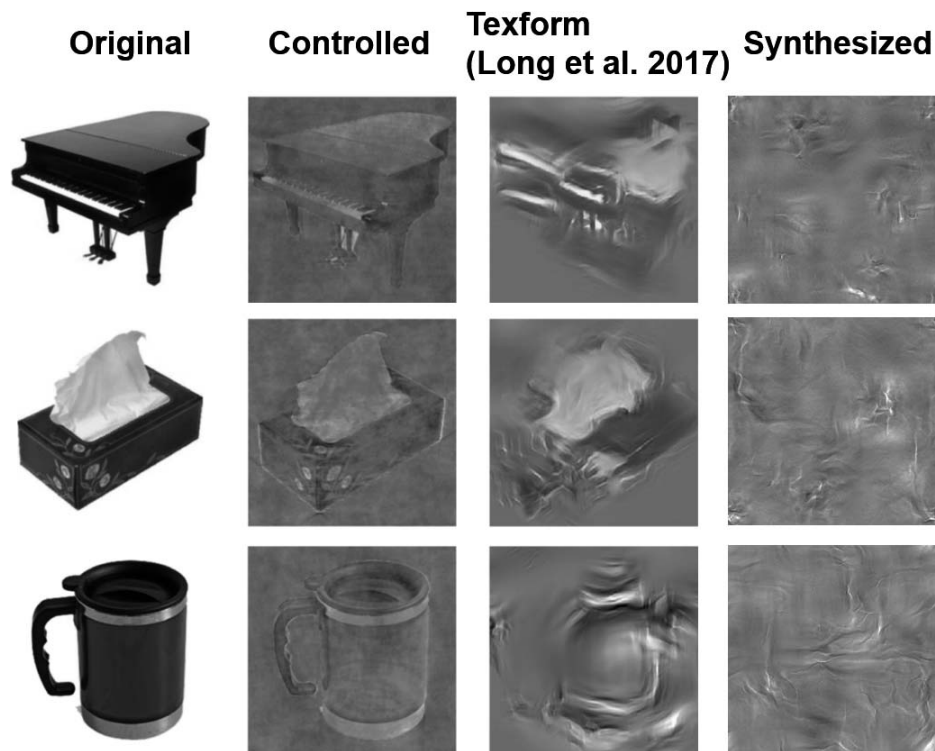 Original
Controlled
Texform
(Long et al. 2017)
Synthesized